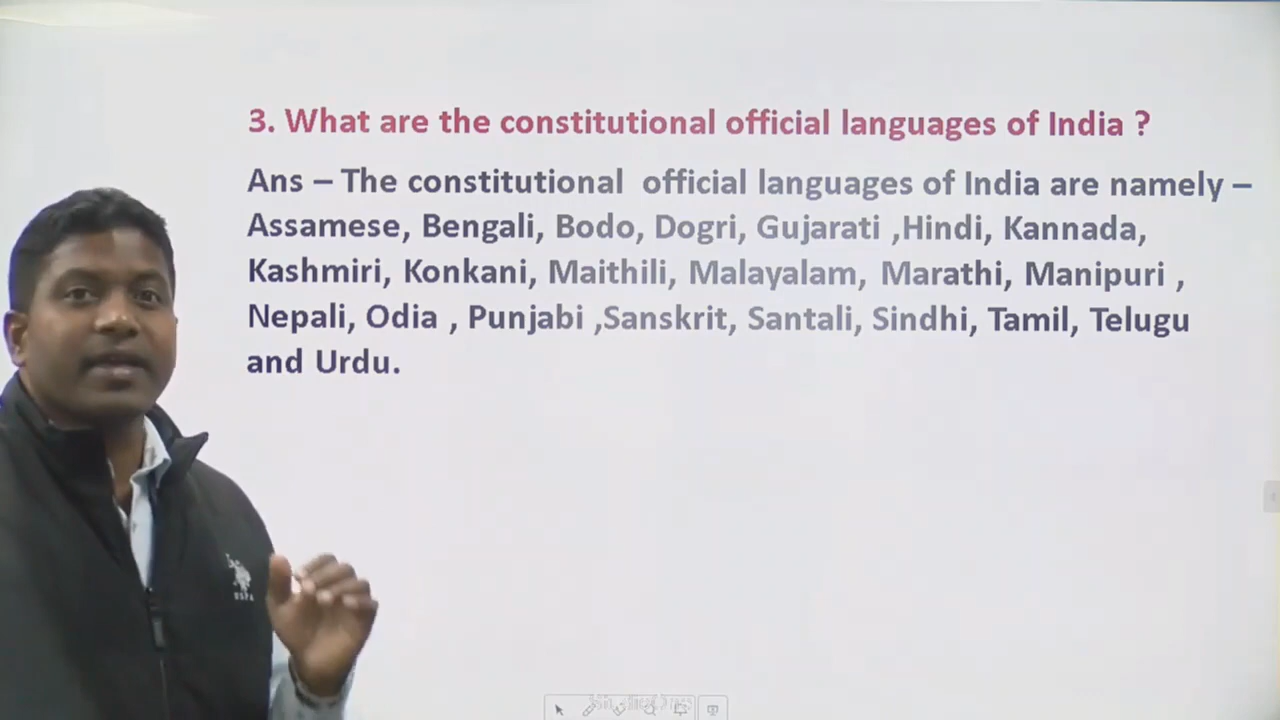 3. What are the constitutional official languages of India ?
Ans – The constitutional official languages of India are namely –
Assamese, Bengali, Bodo, Dogri, Gujarati ,Hindi, Kannada,
Kashmiri, Konkani, Maithili, Malayalam, Marathi, Manipuri ,
Nepali, Odia , Punjabi ,Sanskrit, Santali, Sindhi, Tamil, Telugu
and Urdu.
USPA